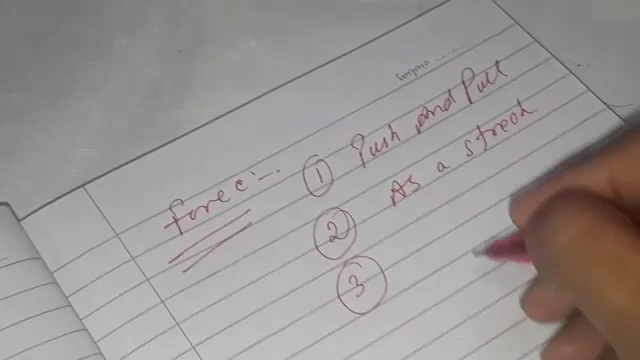 Force :-
① Push and Pull
② As a streach
③